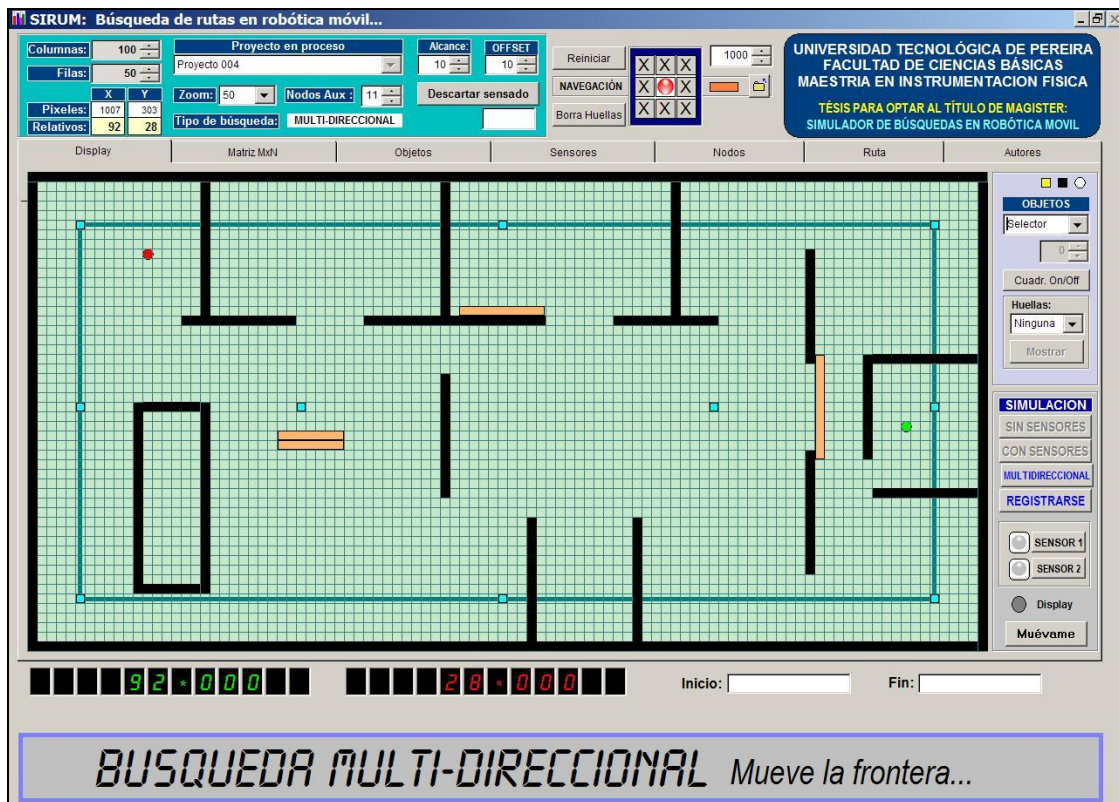 SIRUM: Búsqueda de rutas en robótica móvil...
Columnas: 100
Filas: 50
X Y
Pixeles: 1007 303
Relativos: 92 28
Proyecto en proceso
Proyecto 004
Zoom: 50 Nodos Aux : 11
Tipo de búsqueda: MULTI-DIRECCIONAL
Alcance: OFFSET
10 10
Descartar sensado
Reiniciar
NAVEGACIÓN
Borra Huellas
X X X
X X
X X X
1000
UNIVERSIDAD TECNOLÓGICA DE PEREIRA
FACULTAD DE CIENCIAS BÁSICAS
MAESTRIA EN INSTRUMENTACION FISICA
TÉSIS PARA OPTAR AL TÍTULO DE MAGISTER:
SIMULADOR DE BÚSQUEDAS EN ROBÓTICA MOVIL
Display Matriz MxN Objetos Sensores Nodos Ruta Autores
OBJETOS
Selector
0
Cuadr. On/Off
Huellas:
Ninguna
Mostrar
SIMULACION
SIN SENSORES
CON SENSORES
MULTIDIRECCIONAL
REGISTRARSE
SENSOR 1
SENSOR 2
Display
Muévame
92*000 28*000 Inicio: Fin:
BUSQUEDA MULTI-DIRECCIONAL Mueve la frontera...